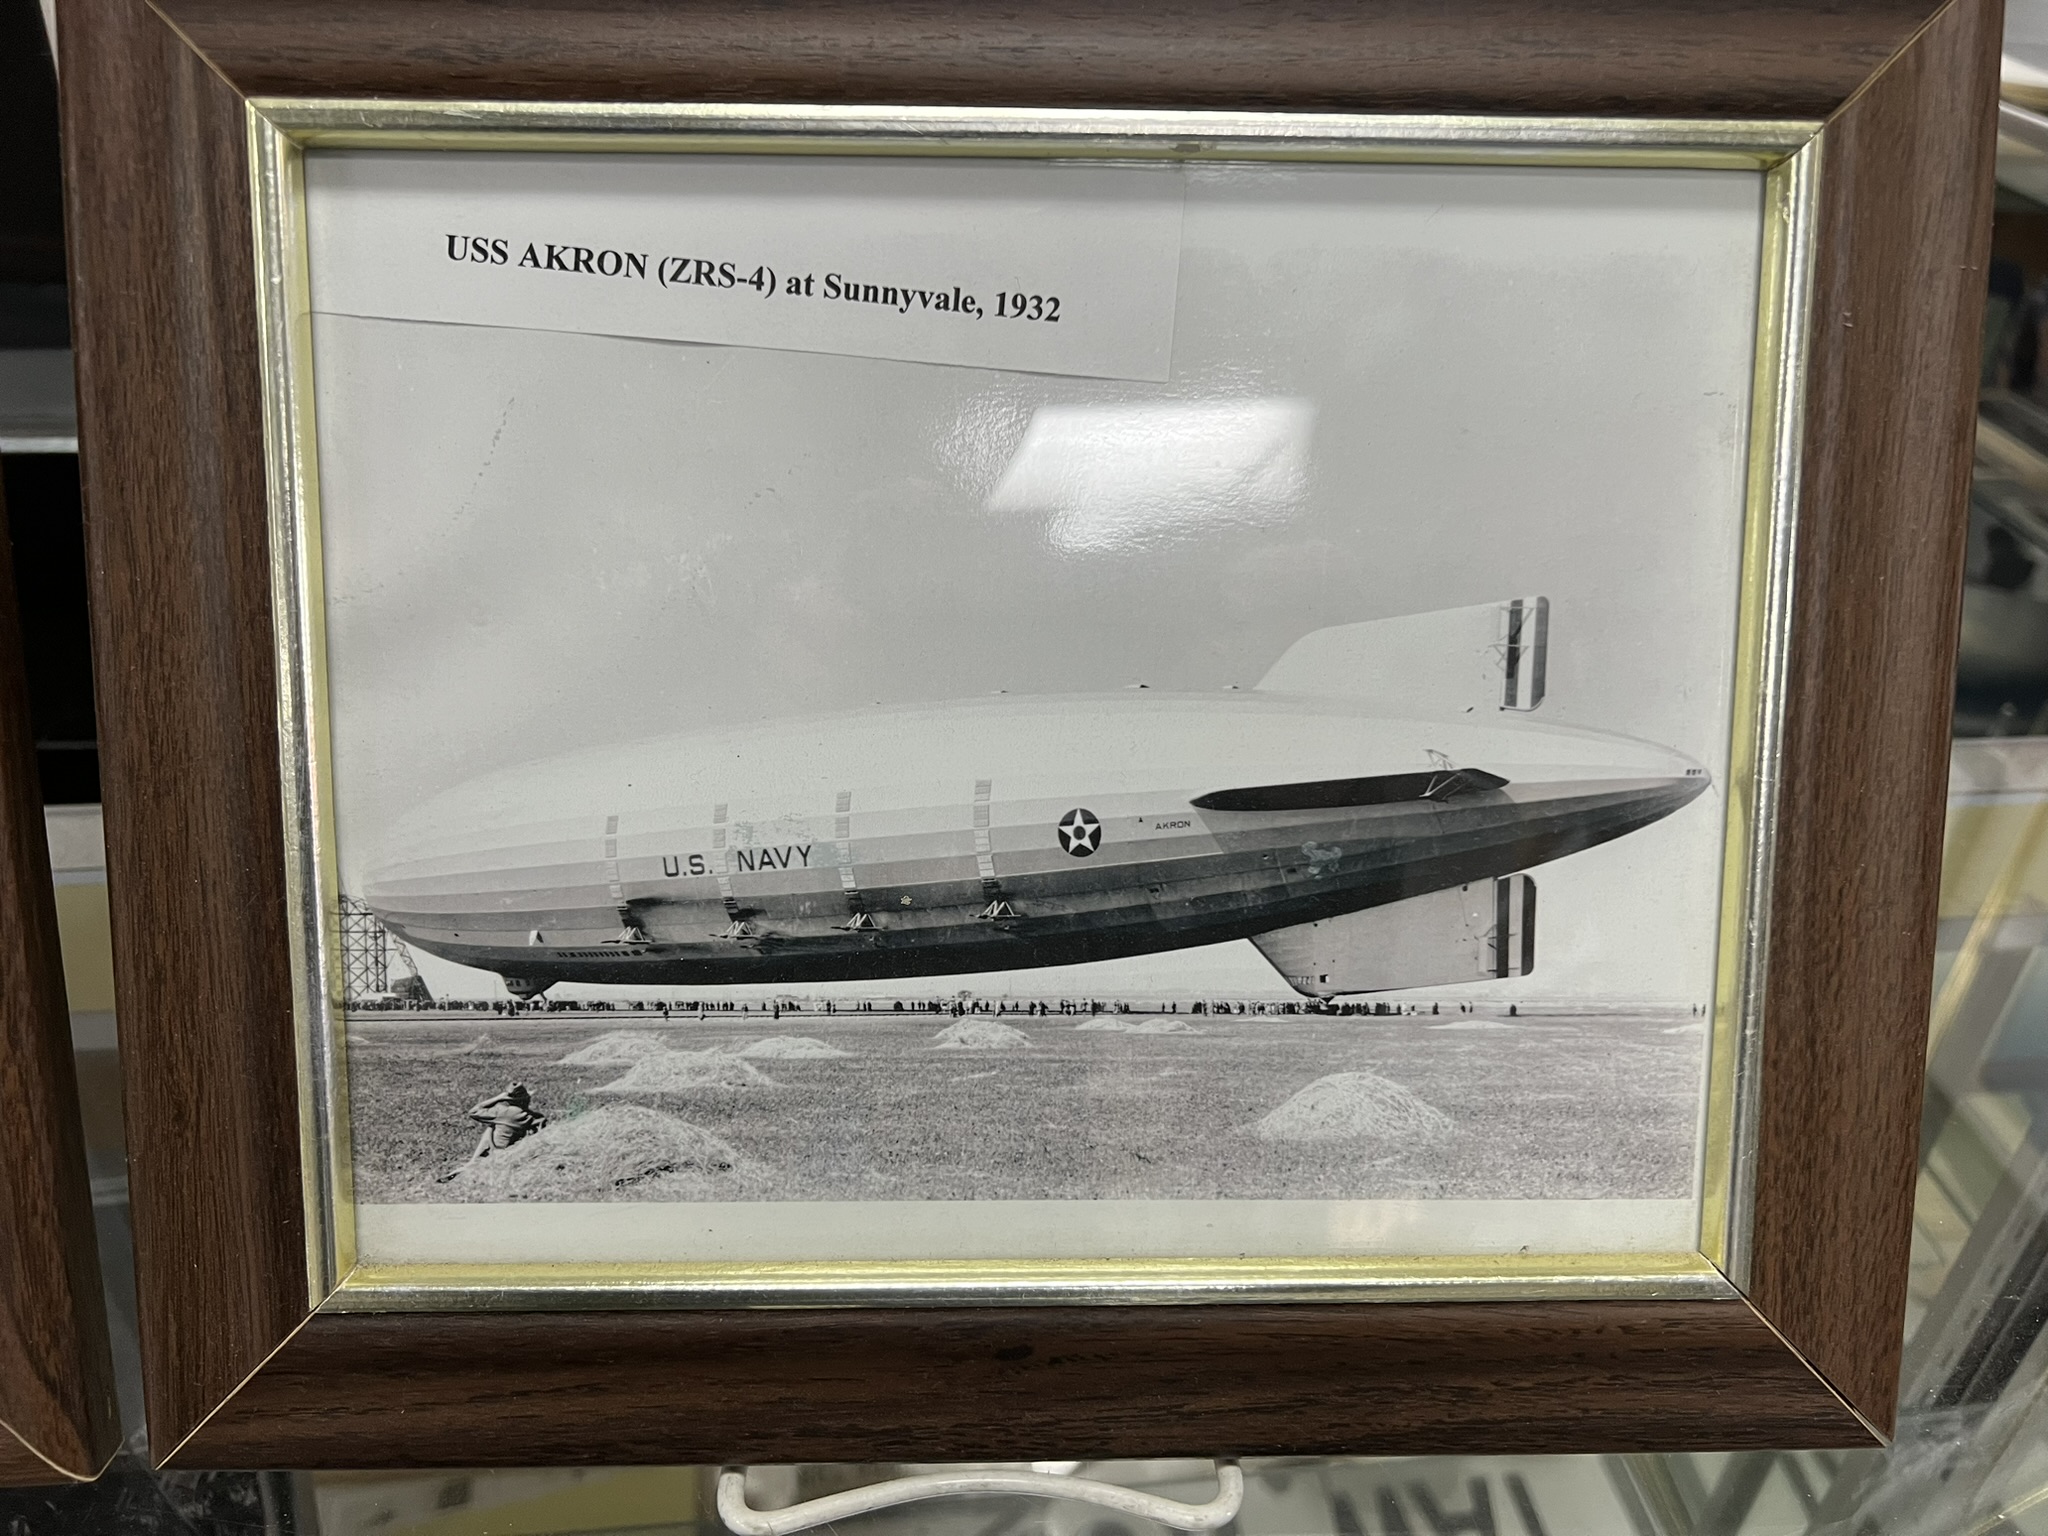 USS AKRON (ZRS-4) at Sunnyvale, 1932
U.S. NAVY
AKRON